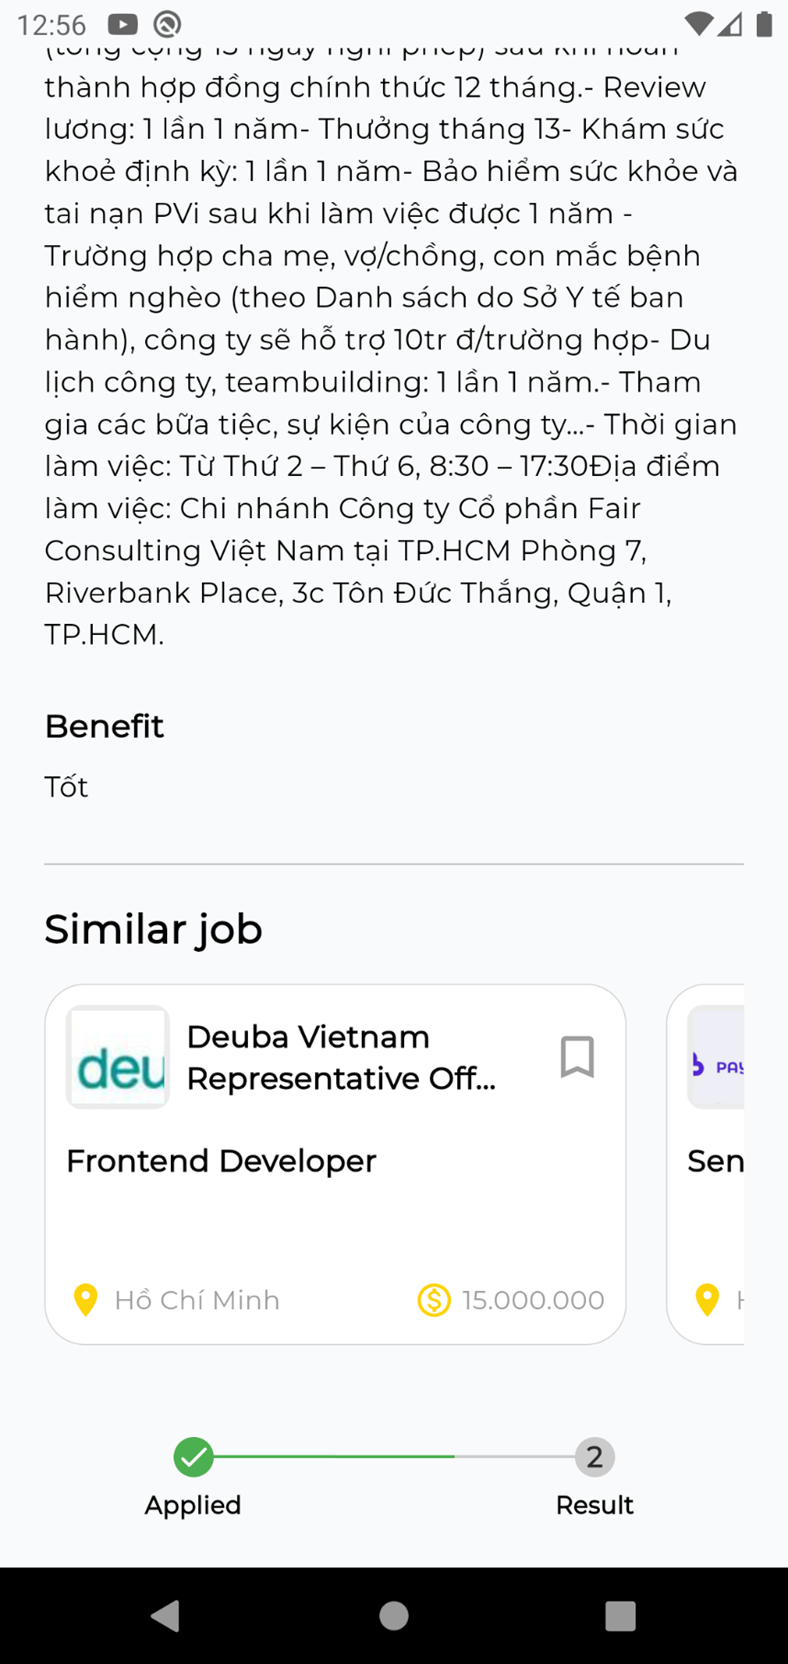 12:56
thành hợp đồng chính thức 12 tháng.- Review
lương: 1 lần 1 năm- Thưởng tháng 13- Khám sức
khoẻ định kỳ: 1 lần 1 năm- Bảo hiểm sức khỏe và
tai nạn PVi sau khi làm việc được 1 năm -
Trường hợp cha mẹ, vợ/chồng, con mắc bệnh
hiểm nghèo (theo Danh sách do Sở Y tế ban
hành), công ty sẽ hỗ trợ 10tr đ/trường hợp- Du
lịch công ty, teambuilding: 1 lần 1 năm.- Tham
gia các bữa tiệc, sự kiện của công ty...- Thời gian
làm việc: Từ Thứ 2 – Thứ 6, 8:30 – 17:30Địa điểm
làm việc: Chi nhánh Công ty Cổ phần Fair
Consulting Việt Nam tại TP.HCM Phòng 7,
Riverbank Place, 3c Tôn Đức Thắng, Quận 1,
TP.HCM.
Benefit
Tốt
Similar job
deu
Deuba Vietnam
Representative Off...
PAY
Frontend Developer
Sen
Hồ Chí Minh
15.000.000
2
Applied
Result